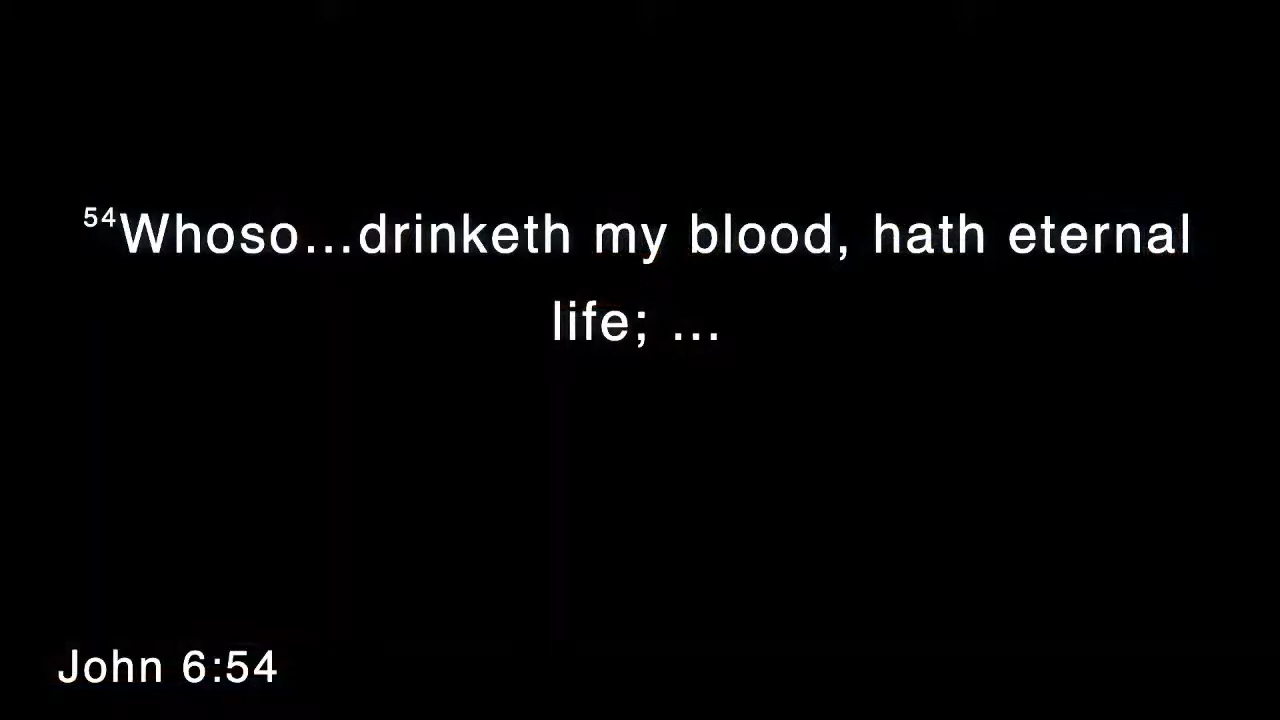 ⁵⁴Whoso...drinketh my blood, hath eternal
life; ...
John 6:54